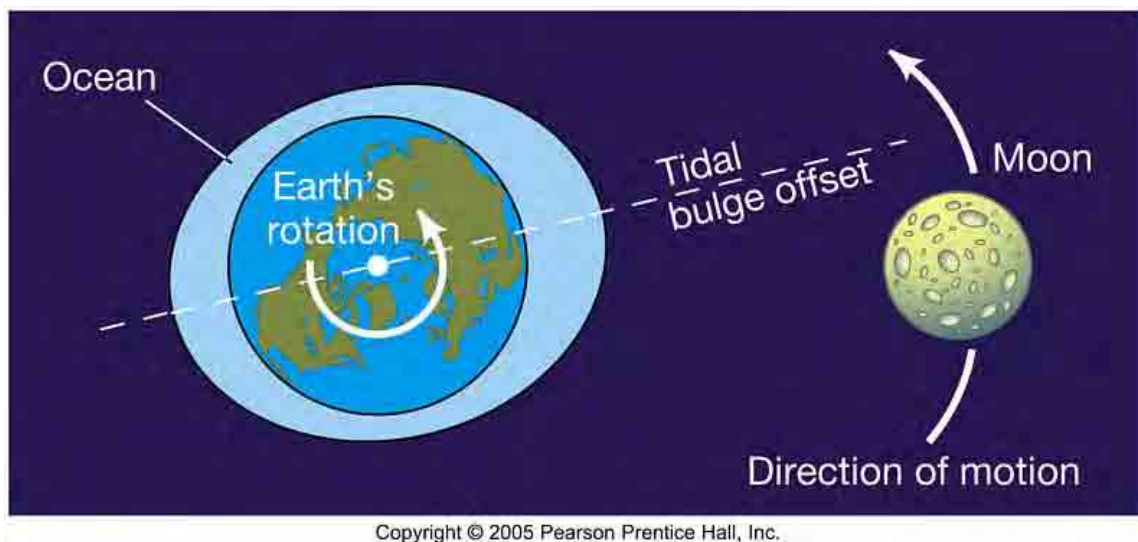 Ocean
Earth's
rotation
Tidal
bulge offset
Moon
Direction of motion
Copyright © 2005 Pearson Prentice Hall, Inc.